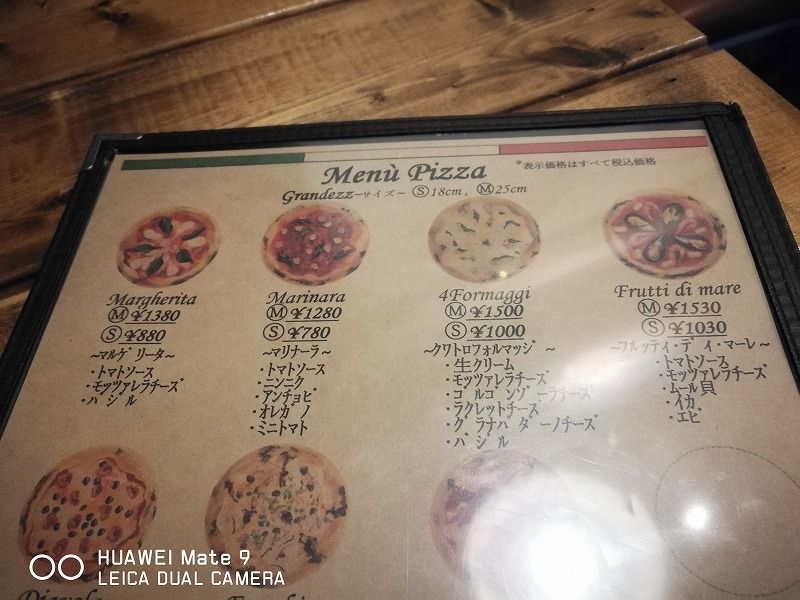 Menù Pizza
*表示価格はすべて税込価格
Grandezz~サイズ~ Ⓢ18cm, Ⓜ25cm
Margherita
Ⓜ¥1380
Ⓢ¥880
~マルゲリータ~
・トマトソース
・モッツァレラチーズ
・バジル
Marinara
Ⓜ¥1280
Ⓢ¥780
~マリナーラ~
・トマトソース
・ニンニク
・アンチョビ
・オレガノ
・ミニトマト
4Formaggi
Ⓜ¥1500
Ⓢ¥1000
~クワトロフォルマッジ~
・生クリーム
・モッツァレラチーズ
・ゴルゴンゾーラチーズ
・ラクレットチーズ
・グラナパダーノチーズ
・バジル
Frutti di mare
Ⓜ¥1530
Ⓢ¥1030
~フルッティ・ディ・マーレ~
・トマトソース
・モッツァレラチーズ
・ムール貝
・イカ
・エビ
HUAWEI Mate 9
LEICA DUAL CAMERA